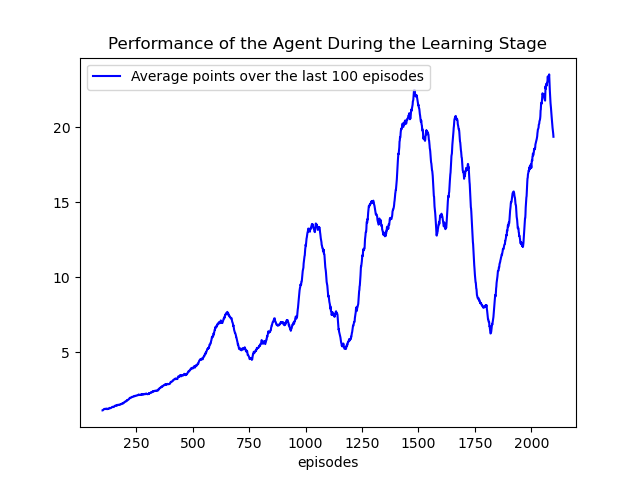 Performance of the Agent During the Learning Stage
Average points over the last 100 episodes
20
15
10
5
250 500 750 1000 1250 1500 1750 2000
episodes